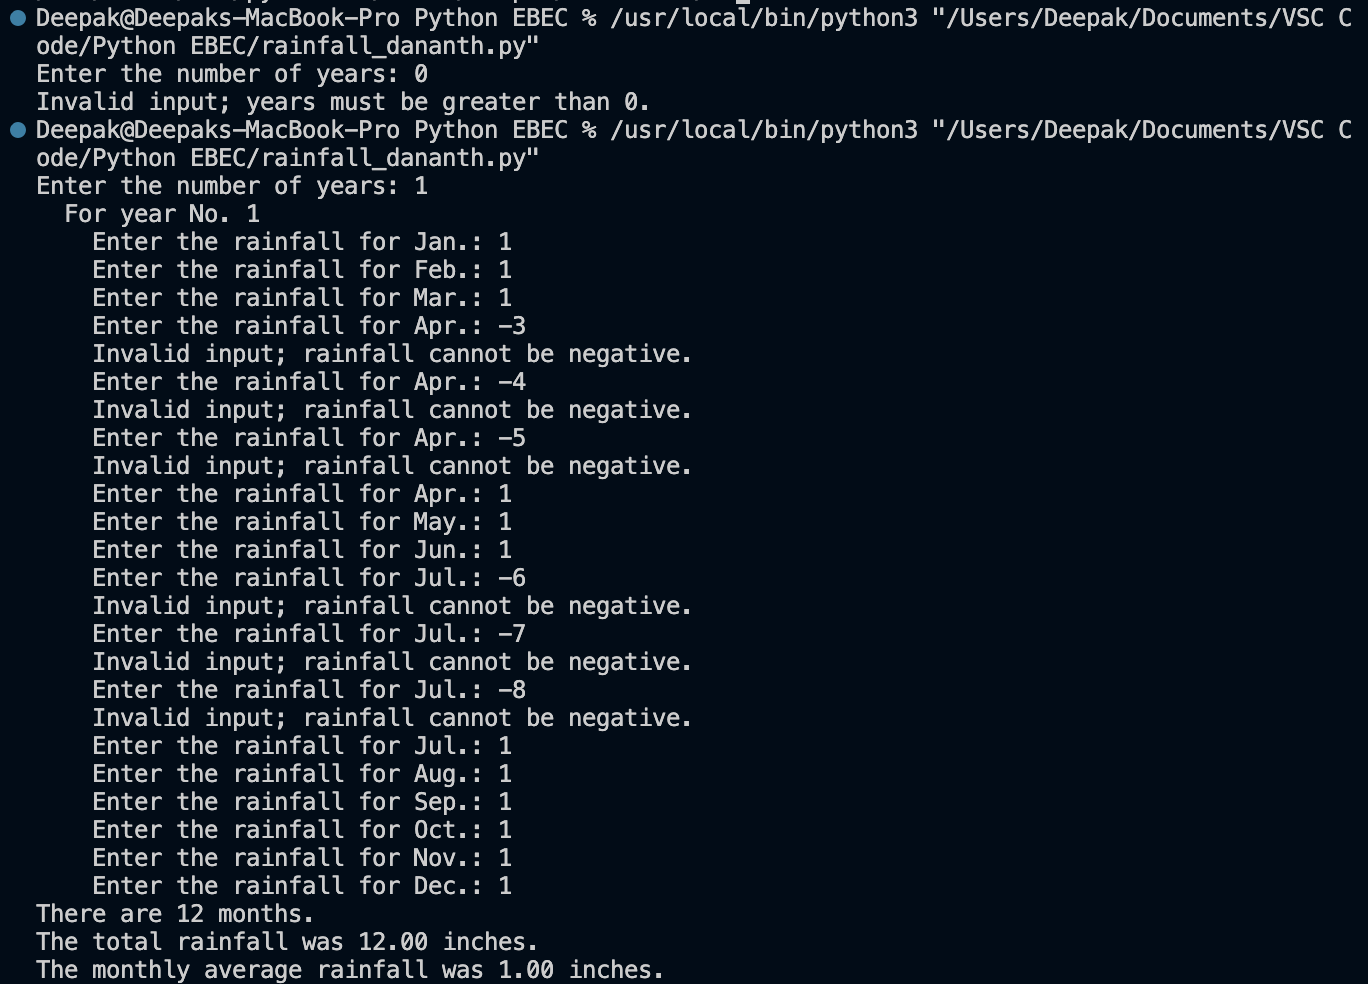 Deepak@Deepaks-MacBook-Pro Python EBEC % /usr/local/bin/python3 "/Users/Deepak/Documents/VSC C
ode/Python EBEC/rainfall_dananth.py"
Enter the number of years: 0
Invalid input; years must be greater than 0.
Deepak@Deepaks-MacBook-Pro Python EBEC % /usr/local/bin/python3 "/Users/Deepak/Documents/VSC C
ode/Python EBEC/rainfall_dananth.py"
Enter the number of years: 1
  For year No. 1
    Enter the rainfall for Jan.: 1
    Enter the rainfall for Feb.: 1
    Enter the rainfall for Mar.: 1
    Enter the rainfall for Apr.: -3
    Invalid input; rainfall cannot be negative.
    Enter the rainfall for Apr.: -4
    Invalid input; rainfall cannot be negative.
    Enter the rainfall for Apr.: -5
    Invalid input; rainfall cannot be negative.
    Enter the rainfall for Apr.: 1
    Enter the rainfall for May.: 1
    Enter the rainfall for Jun.: 1
    Enter the rainfall for Jul.: -6
    Invalid input; rainfall cannot be negative.
    Enter the rainfall for Jul.: -7
    Invalid input; rainfall cannot be negative.
    Enter the rainfall for Jul.: -8
    Invalid input; rainfall cannot be negative.
    Enter the rainfall for Jul.: 1
    Enter the rainfall for Aug.: 1
    Enter the rainfall for Sep.: 1
    Enter the rainfall for Oct.: 1
    Enter the rainfall for Nov.: 1
    Enter the rainfall for Dec.: 1
There are 12 months.
The total rainfall was 12.00 inches.
The monthly average rainfall was 1.00 inches.